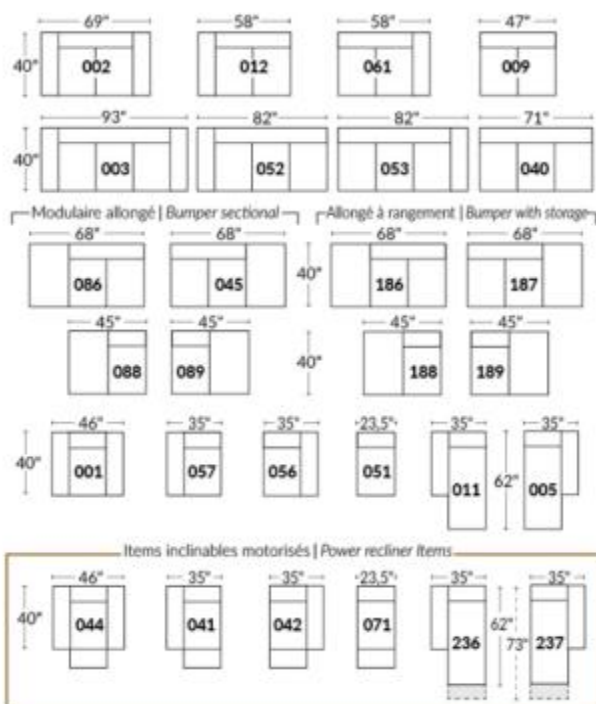 69" 58" 58" 47"
40" 002 012 061 009
93" 82" 82" 71"
40" 003 052 053 040
Modulaire allongé | Bumper sectional Allongé à rangement | Bumper with storage
68" 68" 68" 68"
086 045 40" 186 187
45" 45" 45" 45"
088 089 40" 188 189
46" 35" 35" 23,5" 35" 35"
40" 001 057 056 051 011 62" 005
Items inclinables motorisés | Power recliner Items
46" 35" 35" 23,5" 35" 35"
40" 044 041 042 071 236 62" 73" 237